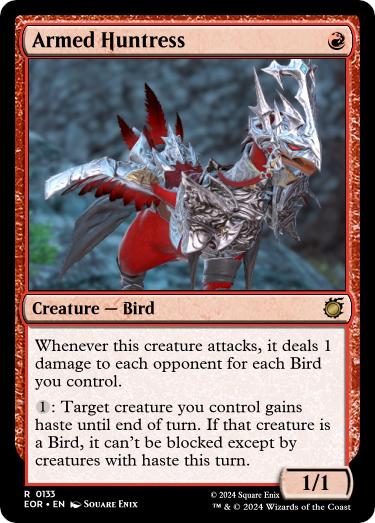 Armed Huntress
Creature — Bird
Whenever this creature attacks, it deals 1
damage to each opponent for each Bird
you control.
1: Target creature you control gains
haste until end of turn. If that creature is
a Bird, it can't be blocked except by
creatures with haste this turn.
1/1
R 0133
EOR • EN SQUARE ENIX
© 2024 Square Enix
™ & © 2024 Wizards of the Coast